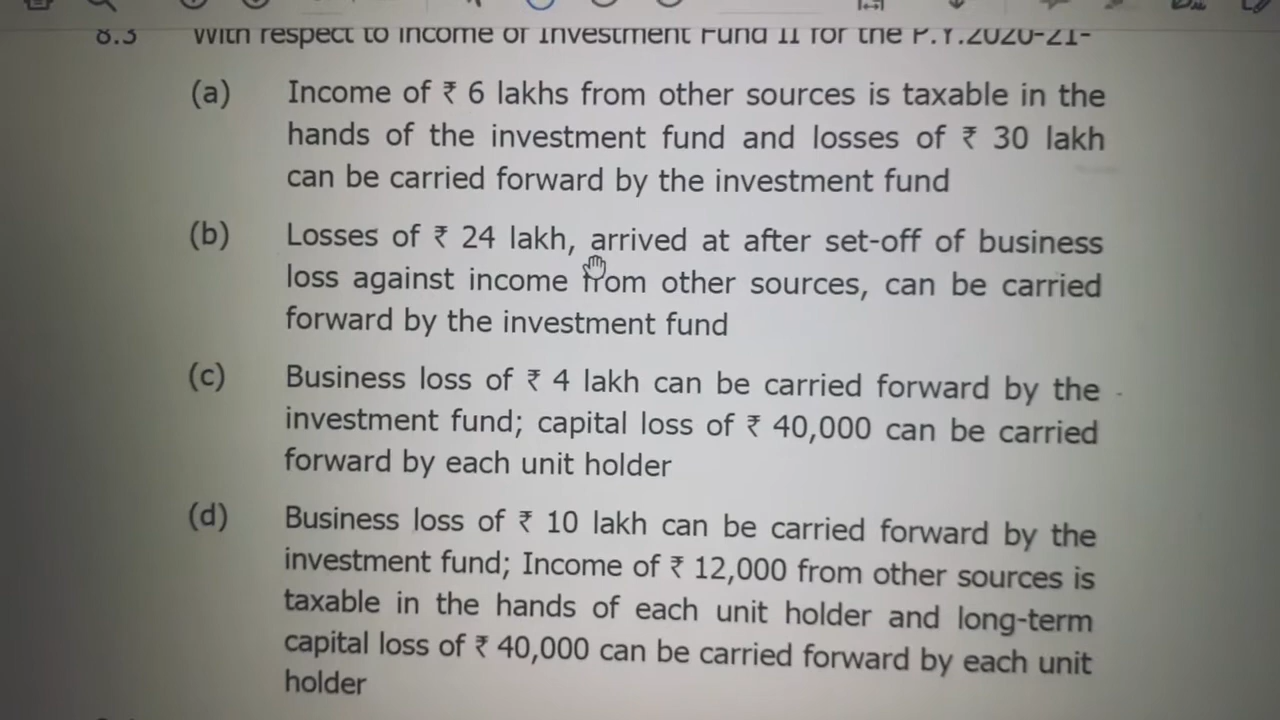 8.3 With respect to income of Investment Fund II for the P.Y.2020-21-
(a) Income of ₹ 6 lakhs from other sources is taxable in the
hands of the investment fund and losses of ₹ 30 lakh
can be carried forward by the investment fund
(b) Losses of ₹ 24 lakh, arrived at after set-off of business
loss against income from other sources, can be carried
forward by the investment fund
(c) Business loss of ₹ 4 lakh can be carried forward by the
investment fund; capital loss of ₹ 40,000 can be carried
forward by each unit holder
(d) Business loss of ₹ 10 lakh can be carried forward by the
investment fund; Income of ₹ 12,000 from other sources is
taxable in the hands of each unit holder and long-term
capital loss of ₹ 40,000 can be carried forward by each unit
holder